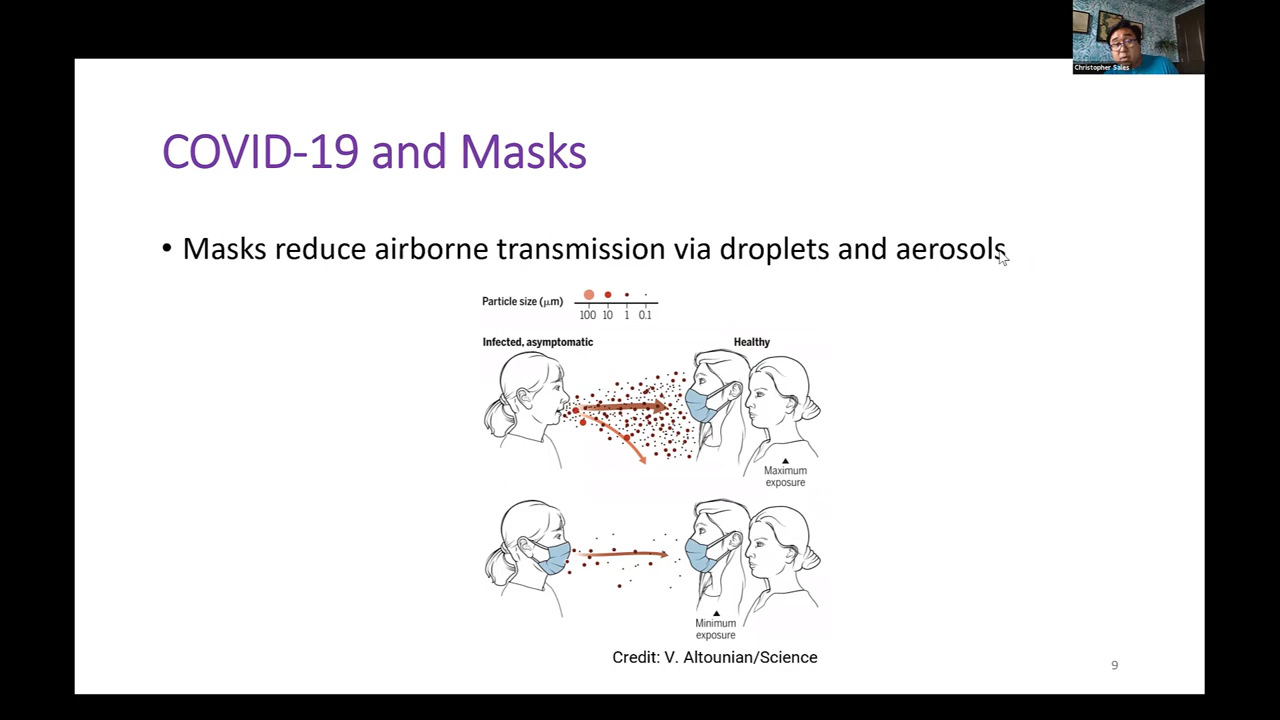 Christopher Sales
COVID-19 and Masks
• Masks reduce airborne transmission via droplets and aerosols
Particle size (μm)
100 10 1 0.1
Infected, asymptomatic
Healthy
Maximum
exposure
Minimum
exposure
Credit: V. Altounian/Science
9